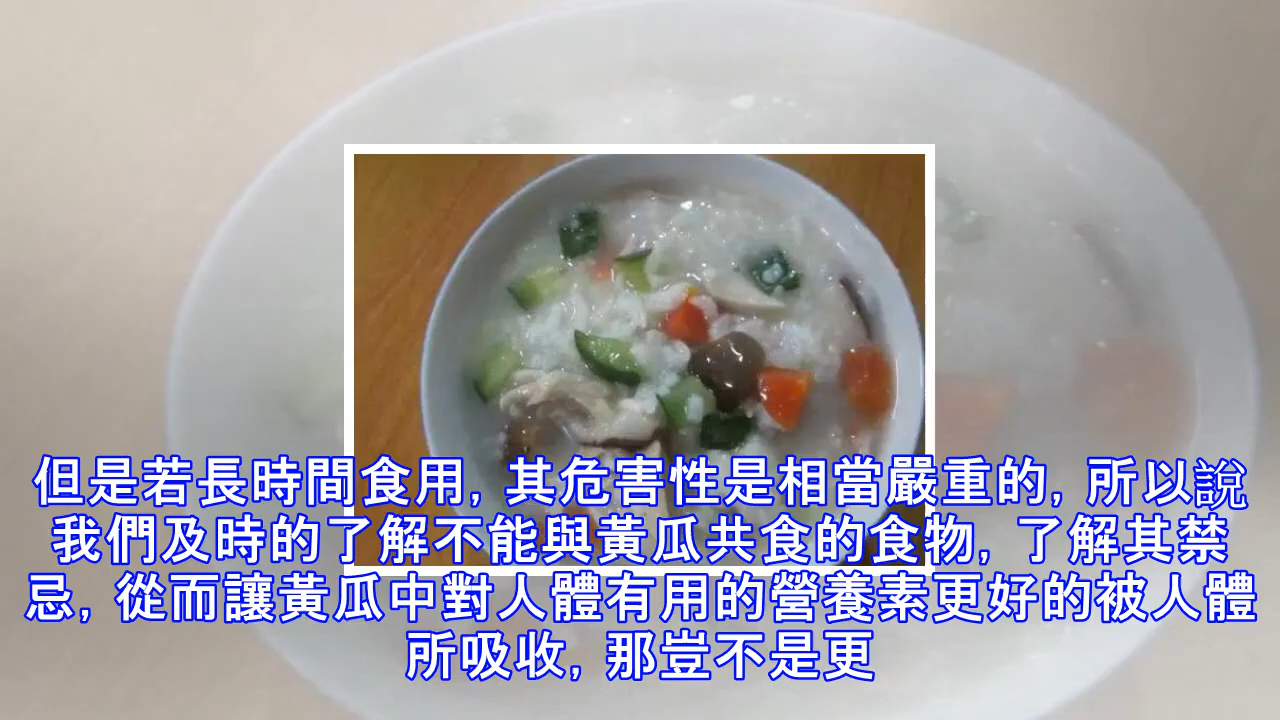 但是若長時間食用, 其危害性是相當嚴重的, 所以說
我們及時的了解不能與黃瓜共食的食物, 了解其禁
忌, 從而讓黃瓜中對人體有用的營養素更好的被人體
所吸收, 那豈不是更